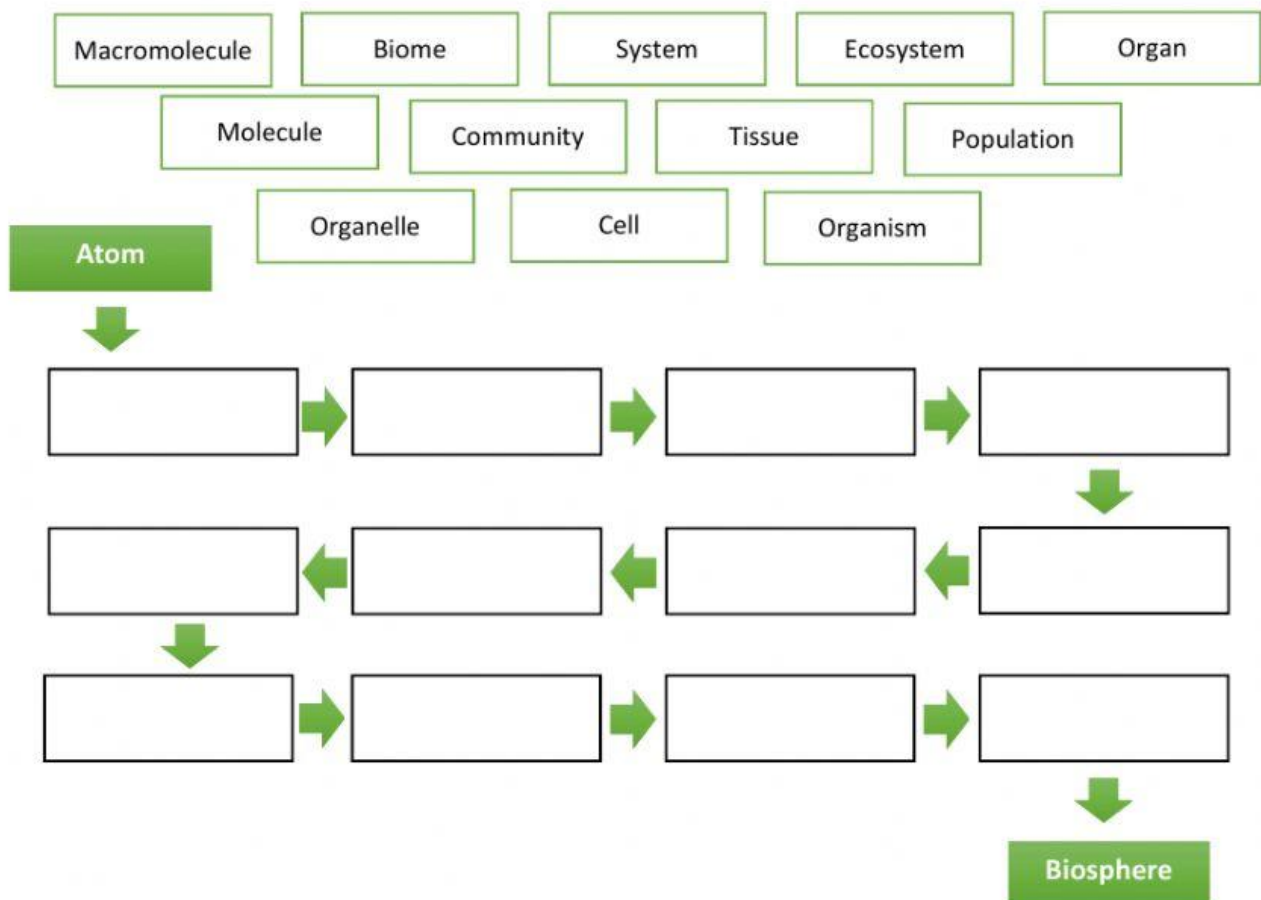 Macromolecule
Biome
System
Ecosystem
Organ
Molecule
Community
Tissue
Population
Organelle
Cell
Organism
Atom
Biosphere